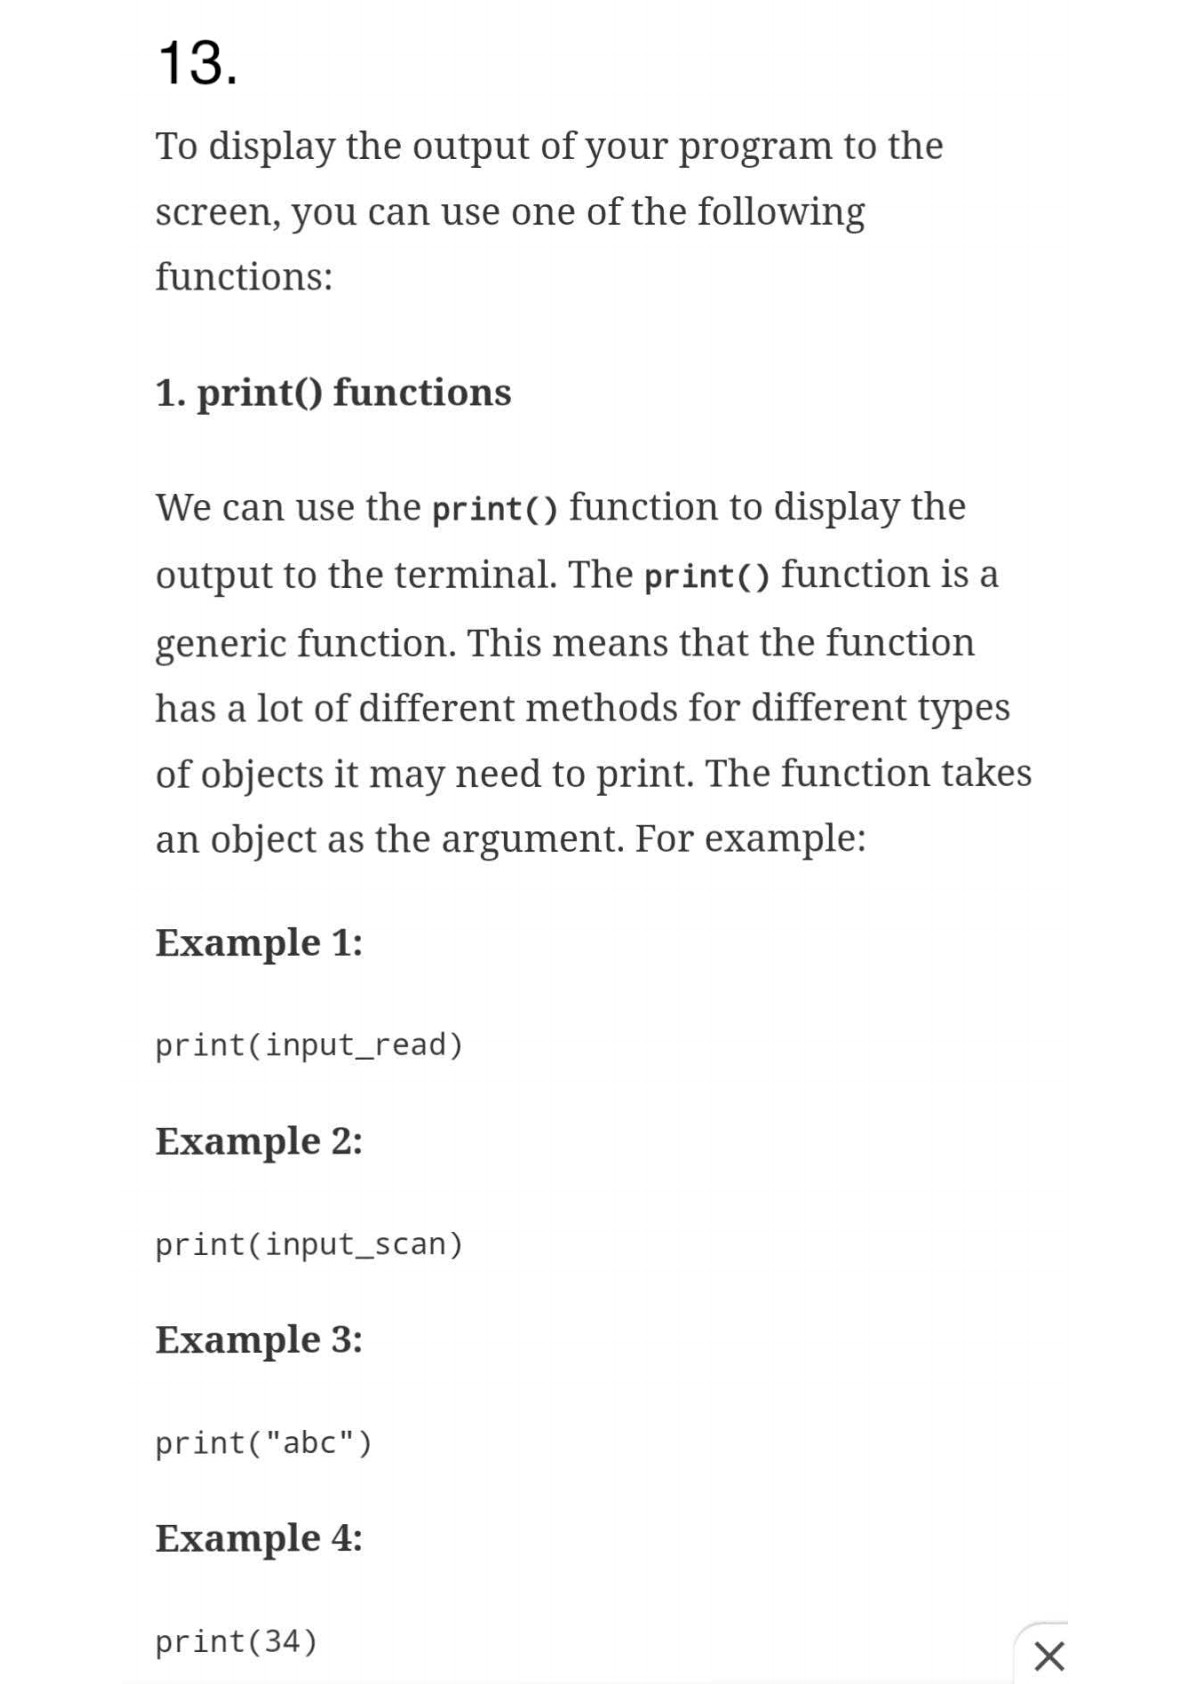 13.
To display the output of your program to the
screen, you can use one of the following
functions:
1. print() functions
We can use the print() function to display the
output to the terminal. The print() function is a
generic function. This means that the function
has a lot of different methods for different types
of objects it may need to print. The function takes
an object as the argument. For example:
Example 1:
print(input_read)
Example 2:
print(input_scan)
Example 3:
print("abc")
Example 4:
print(34)